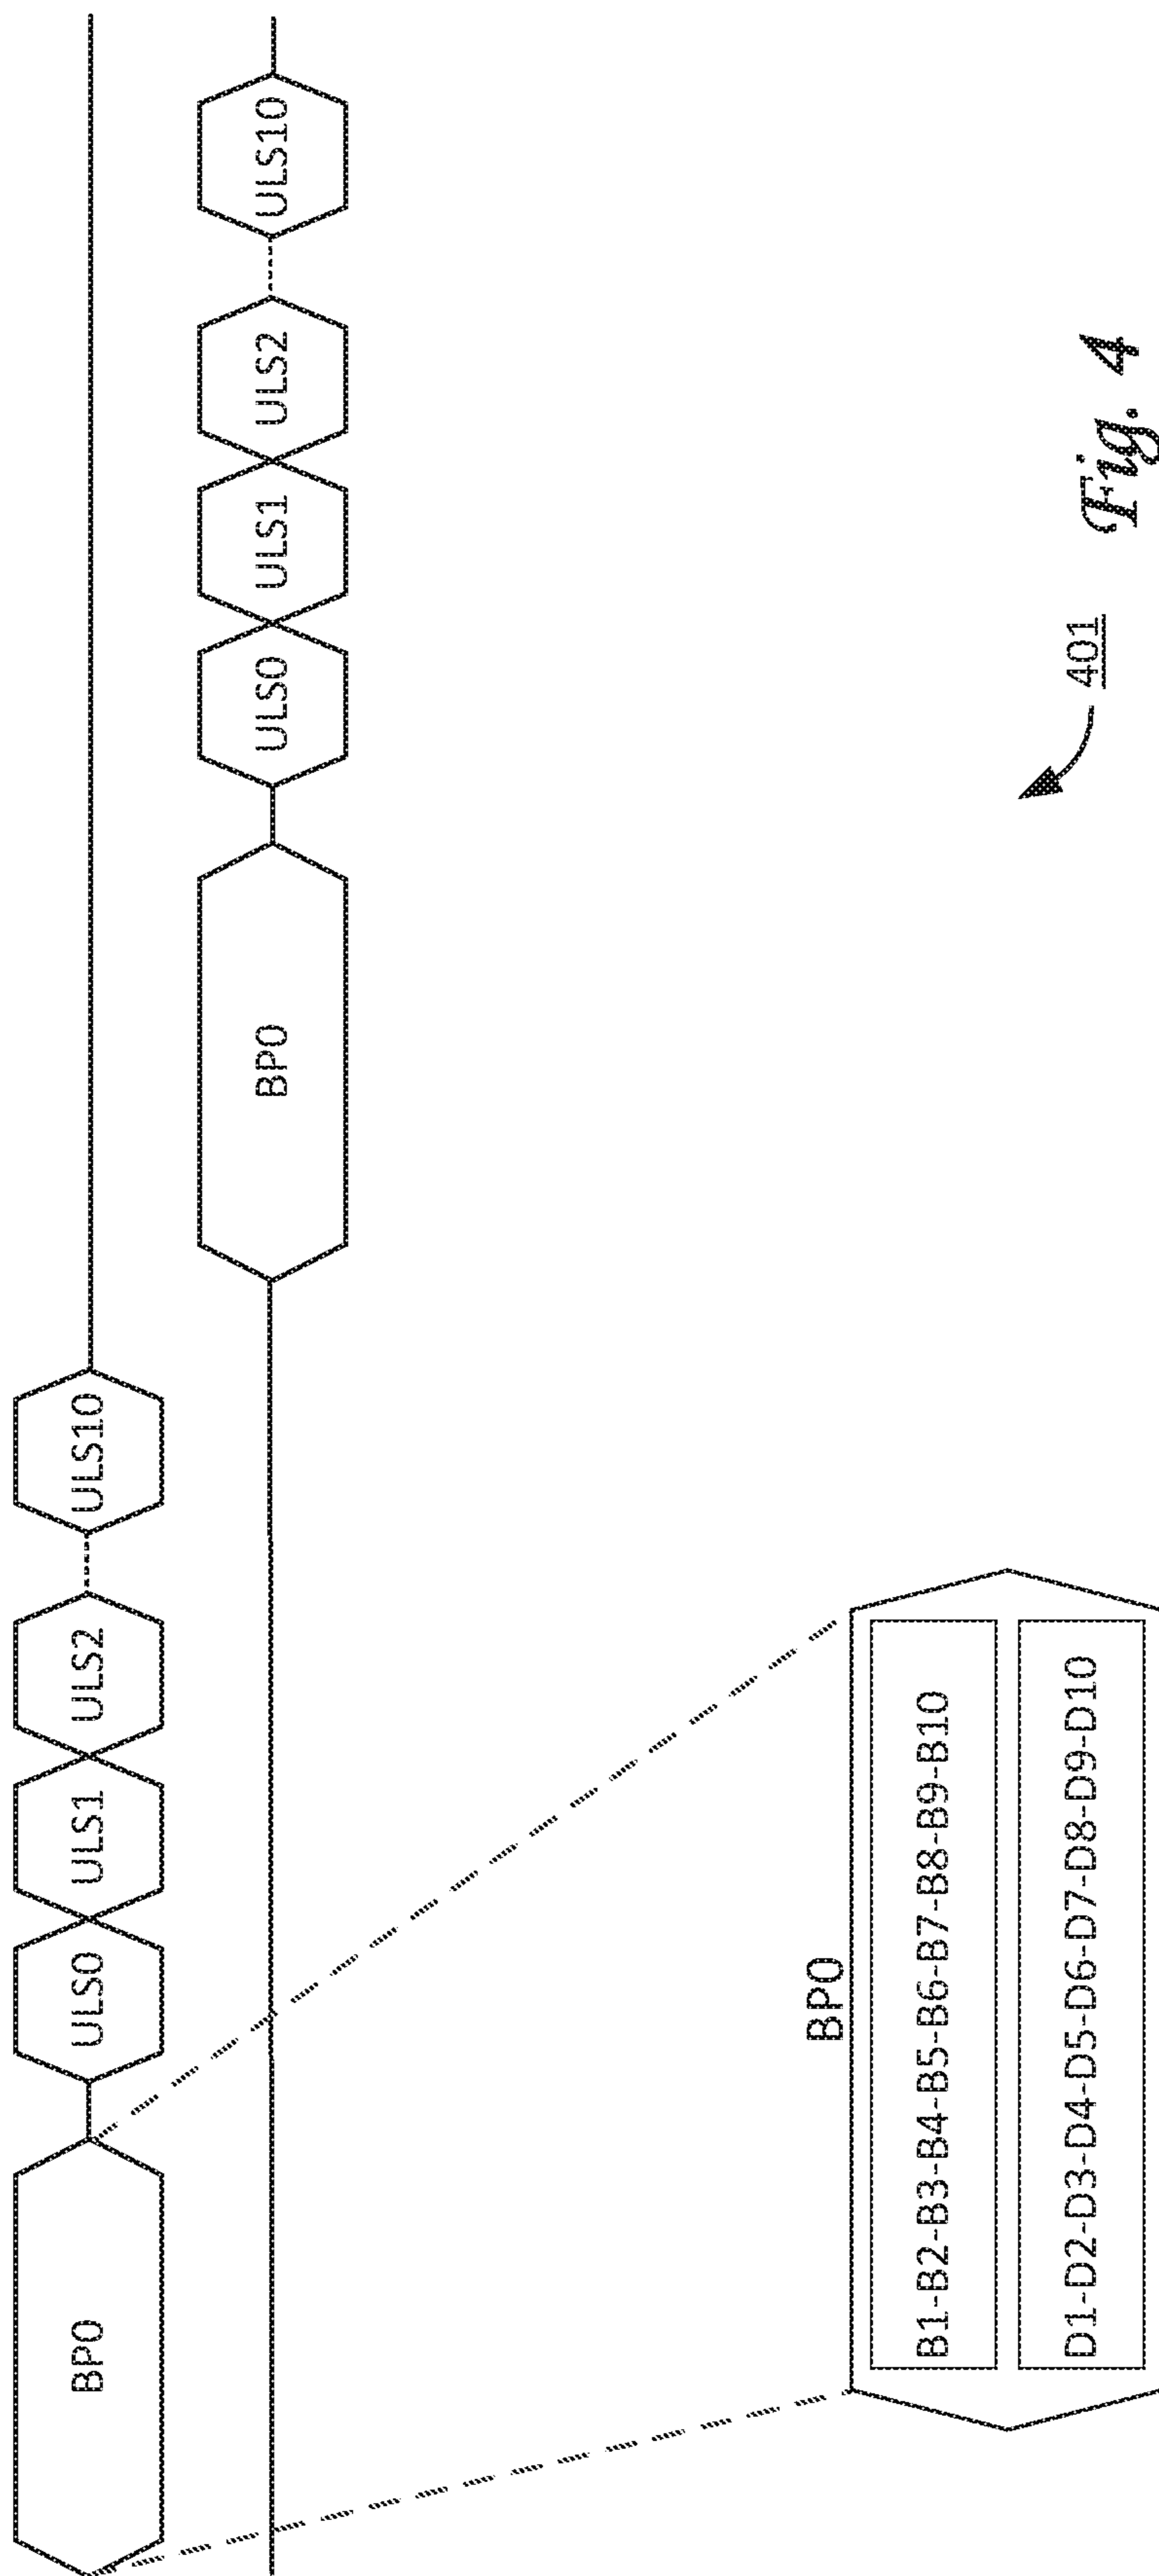 BP0 ULS0 ULS1 ULS2 ULS10
BP0 ULS0 ULS1 ULS2 ULS10
BP0
B1-B2-B3-B4-B5-B6-B7-B8-B9-B10
D1-D2-D3-D4-D5-D6-D7-D8-D9-D10
401
Fig. 4